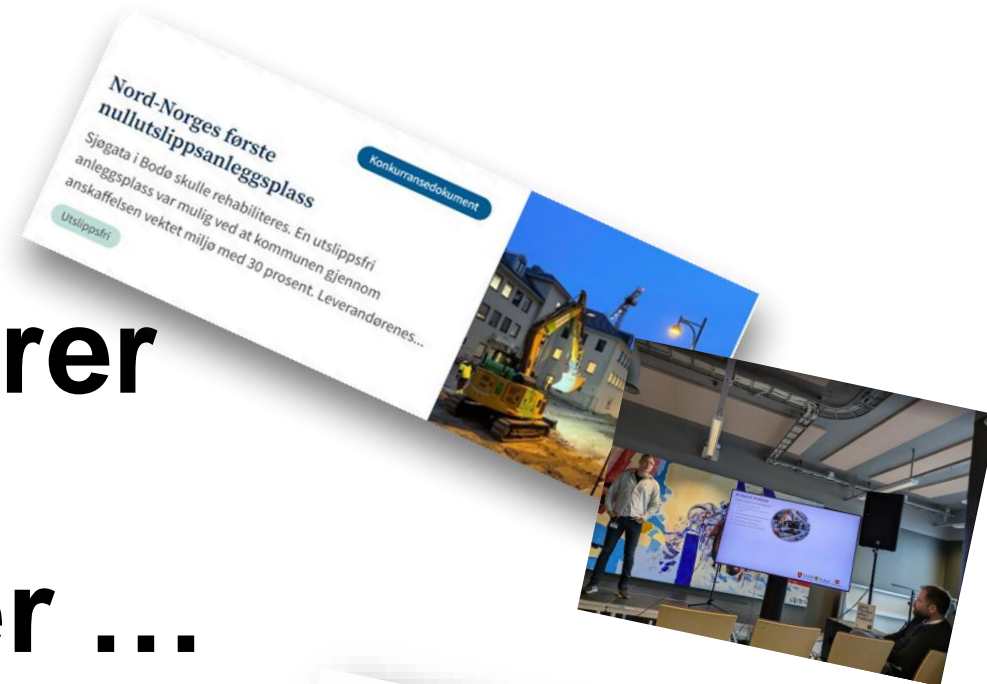 Nord-Norges første
nullutslippsanleggsplass
Konkurransedokument
Sjøgata i Bodø skulle rehabiliteres. En utslippsfri
anleggsplass var mulig ved at kommunen gjennom
anskaffelsen vektet miljø med 30 prosent. Leverandørenes...
Utslippsfri
rer
er ...